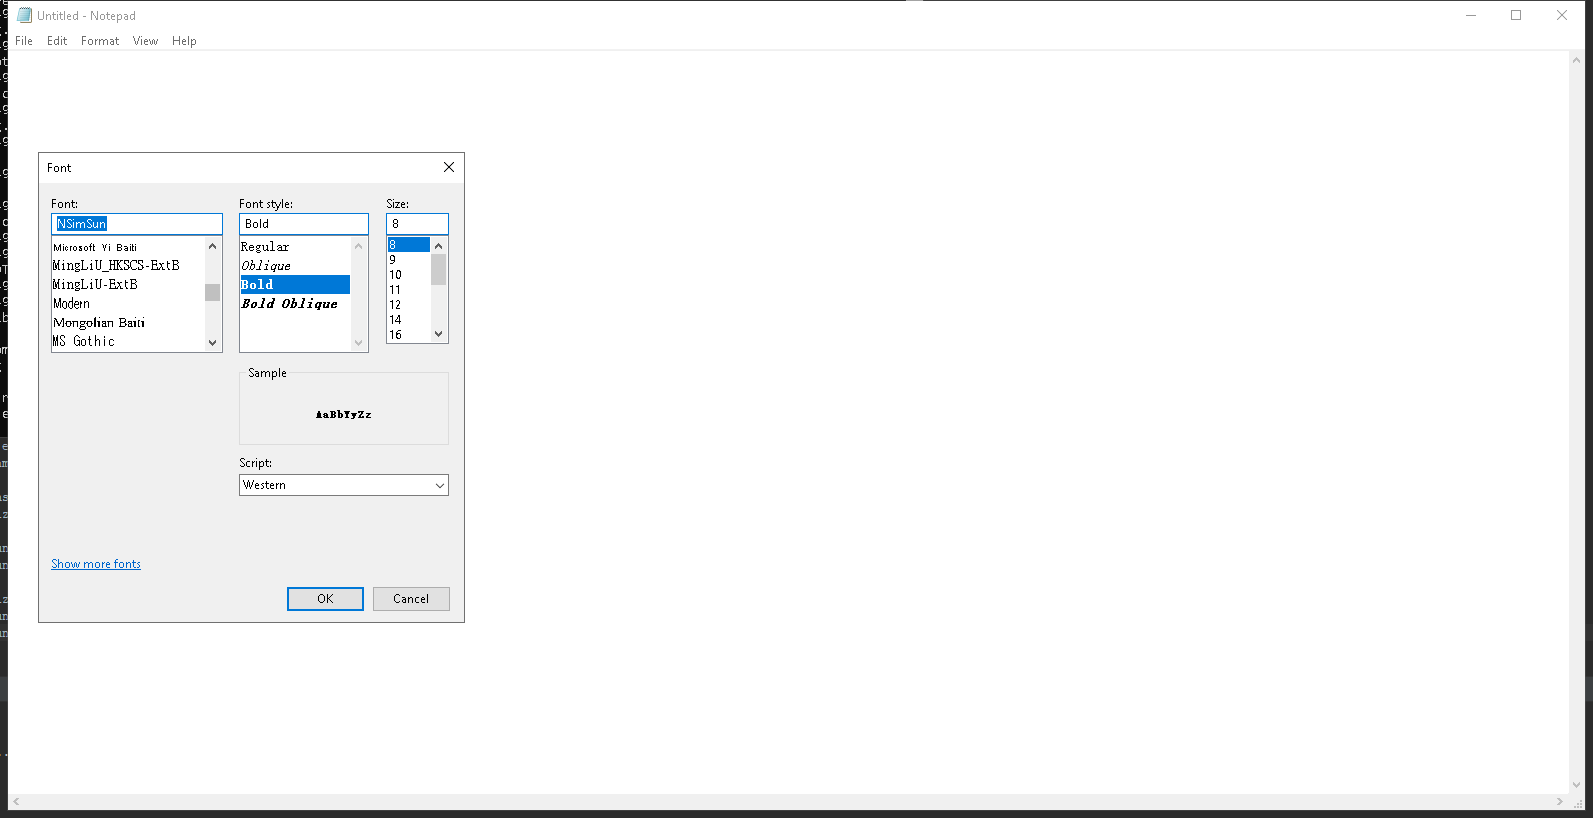 Untitled - Notepad
File Edit Format View Help
Font
Font: Font style: Size:
NSimSun Bold 8
Microsoft Yi Baiti
MingLiU_HKSCS-ExtB
MingLiU-ExtB
Modern
Mongolian Baiti
MS Gothic
Regular
Oblique
Bold
Bold Oblique
8
9
10
11
12
14
16
Sample
AaBbYyZz
Script:
Western
Show more fonts
OK Cancel